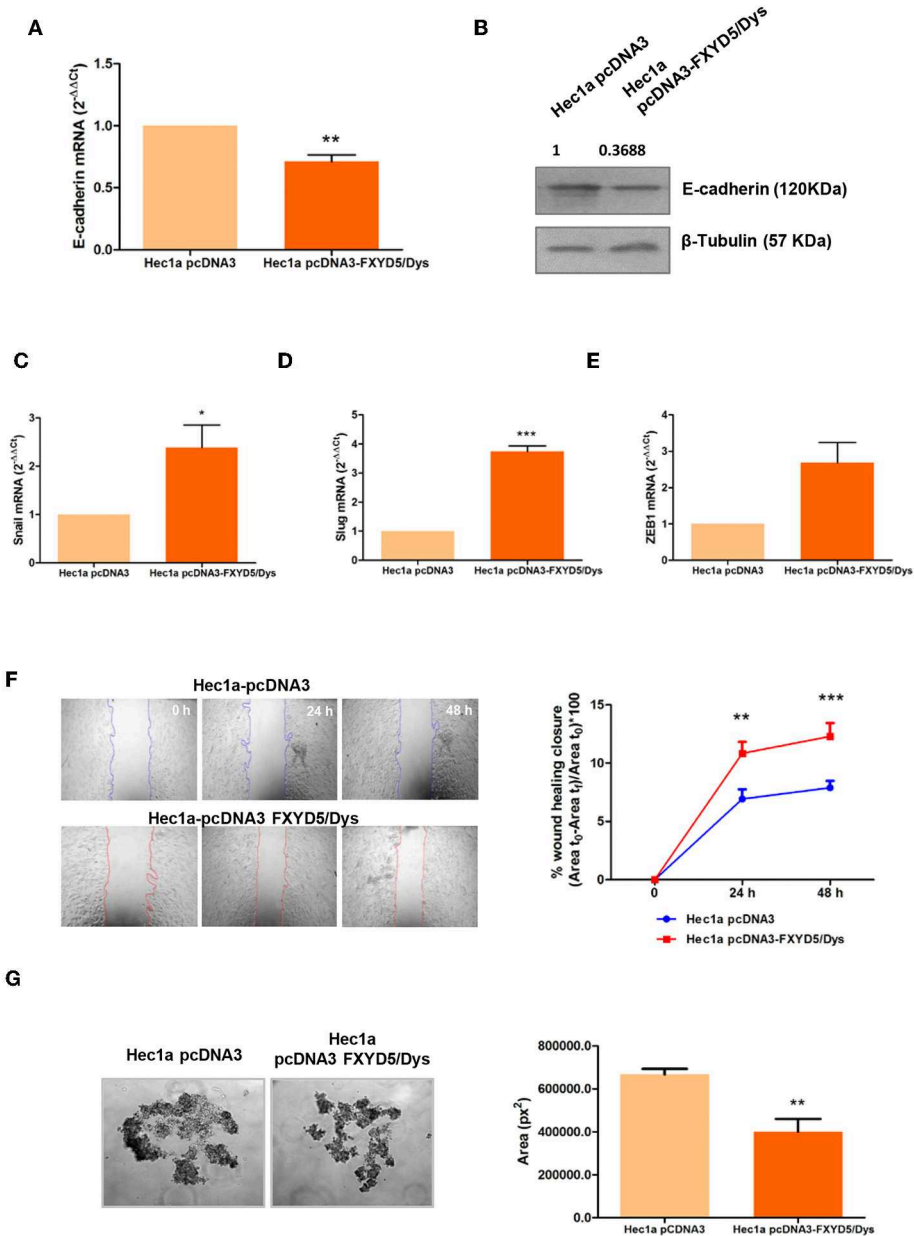 A
E-cadherin mRNA (2^-ΔΔCt)
1.5
1.0
0.5
0.0
**
Hec1a pcDNA3
Hec1a pcDNA3-FXYD5/Dys
B
Hec1a pcDNA3
Hec1a
pcDNA3-FXYD5/Dys
1
0.3688
E-cadherin (120KDa)
β-Tubulin (57 KDa)
C
Snail mRNA (2^-ΔΔCt)
3
2
1
0
*
Hec1a pcDNA3
Hec1a pcDNA3-FXYD5/Dys
D
Slug mRNA (2^-ΔΔCt)
5
4
3
2
1
0
***
Hec1a pcDNA3
Hec1a pcDNA3-FXYD5/Dys
E
ZEB1 mRNA (2^-ΔΔCt)
4
3
2
1
0
Hec1a pcDNA3
Hec1a pcDNA3-FXYD5/Dys
F
Hec1a-pcDNA3
0 h
24 h
48 h
Hec1a-pcDNA3 FXYD5/Dys
% wound healing closure
(Area t0-Area tf)/Area t0)*100
15
10
5
0
**
***
0
24 h
48 h
Hec1a pcDNA3
Hec1a pcDNA3-FXYD5/Dys
G
Hec1a pcDNA3
Hec1a
pcDNA3 FXYD5/Dys
Area (px²)
800000.0
600000.0
400000.0
200000.0
0.0
**
Hec1a pCDNA3
Hec1a pcDNA3-FXYD5/Dys